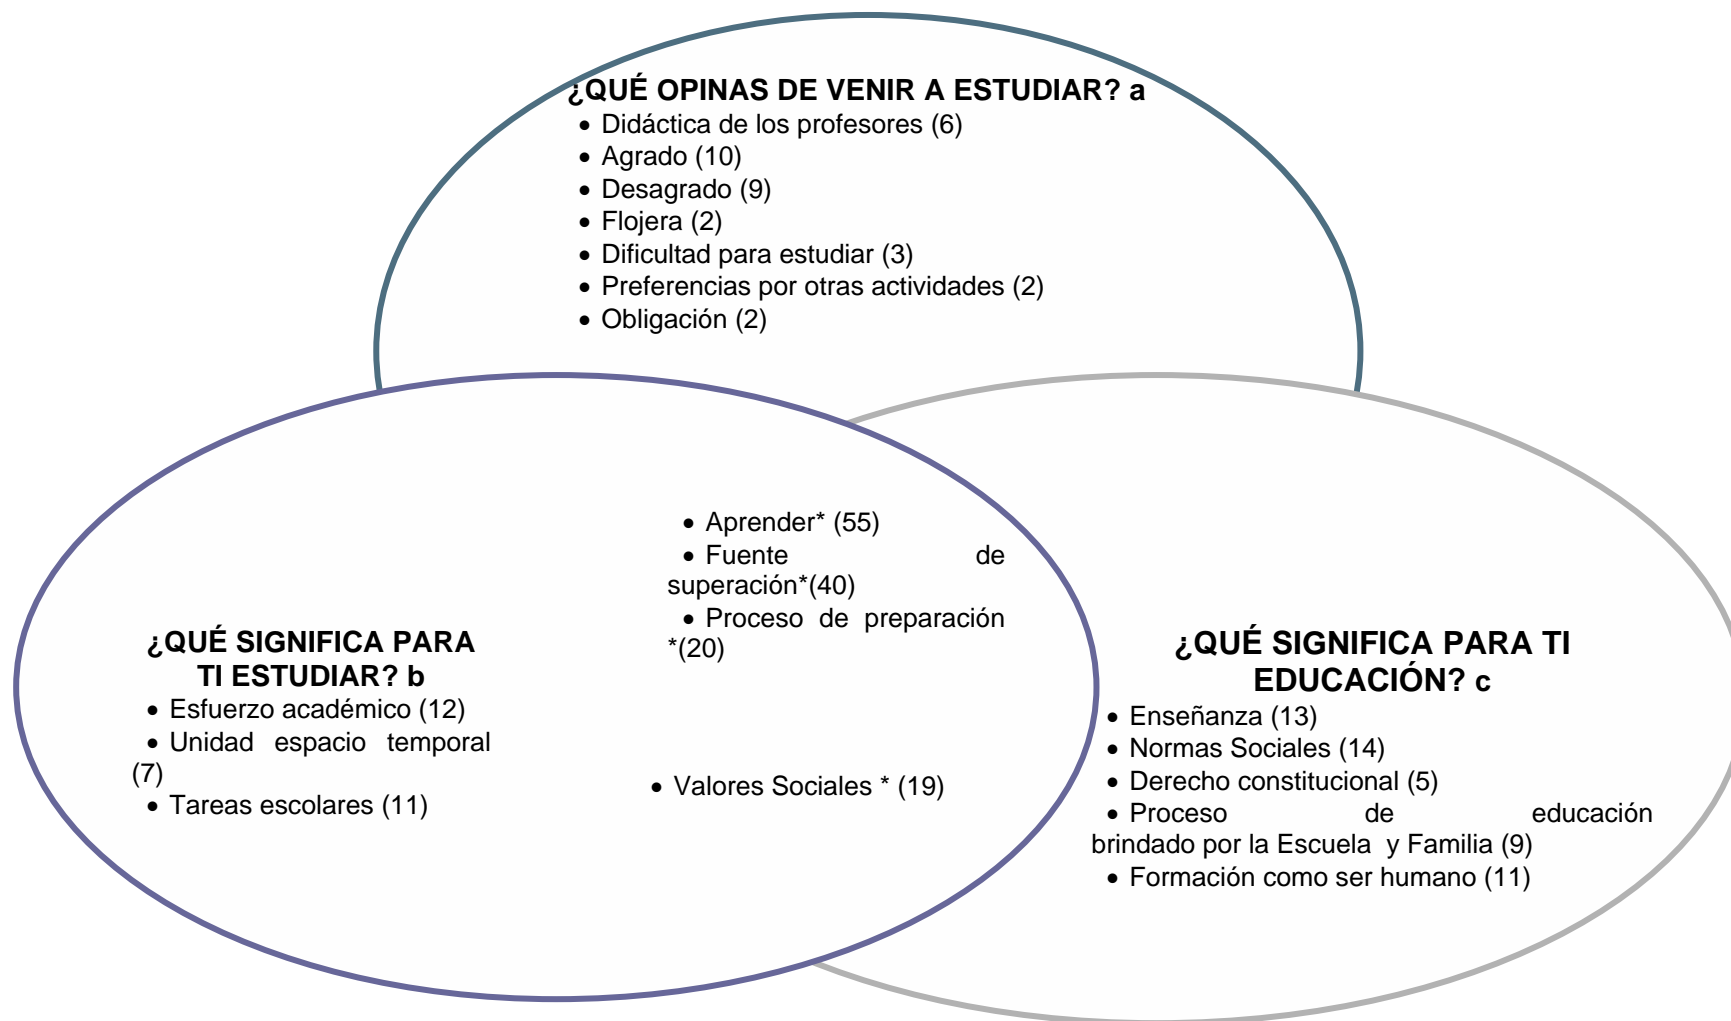 ¿QUÉ OPINAS DE VENIR A ESTUDIAR? a
• Didáctica de los profesores (6)
• Agrado (10)
• Desagrado (9)
• Flojera (2)
• Dificultad para estudiar (3)
• Preferencias por otras actividades (2)
• Obligación (2)
• Aprender* (55)
• Fuente de
superación*(40)
• Proceso de preparación
*(20)
• Valores Sociales * (19)
¿QUÉ SIGNIFICA PARA
TI ESTUDIAR? b
• Esfuerzo académico (12)
• Unidad espacio temporal
(7)
• Tareas escolares (11)
¿QUÉ SIGNIFICA PARA TI
EDUCACIÓN? c
• Enseñanza (13)
• Normas Sociales (14)
• Derecho constitucional (5)
• Proceso de educación
brindado por la Escuela y Familia (9)
• Formación como ser humano (11)